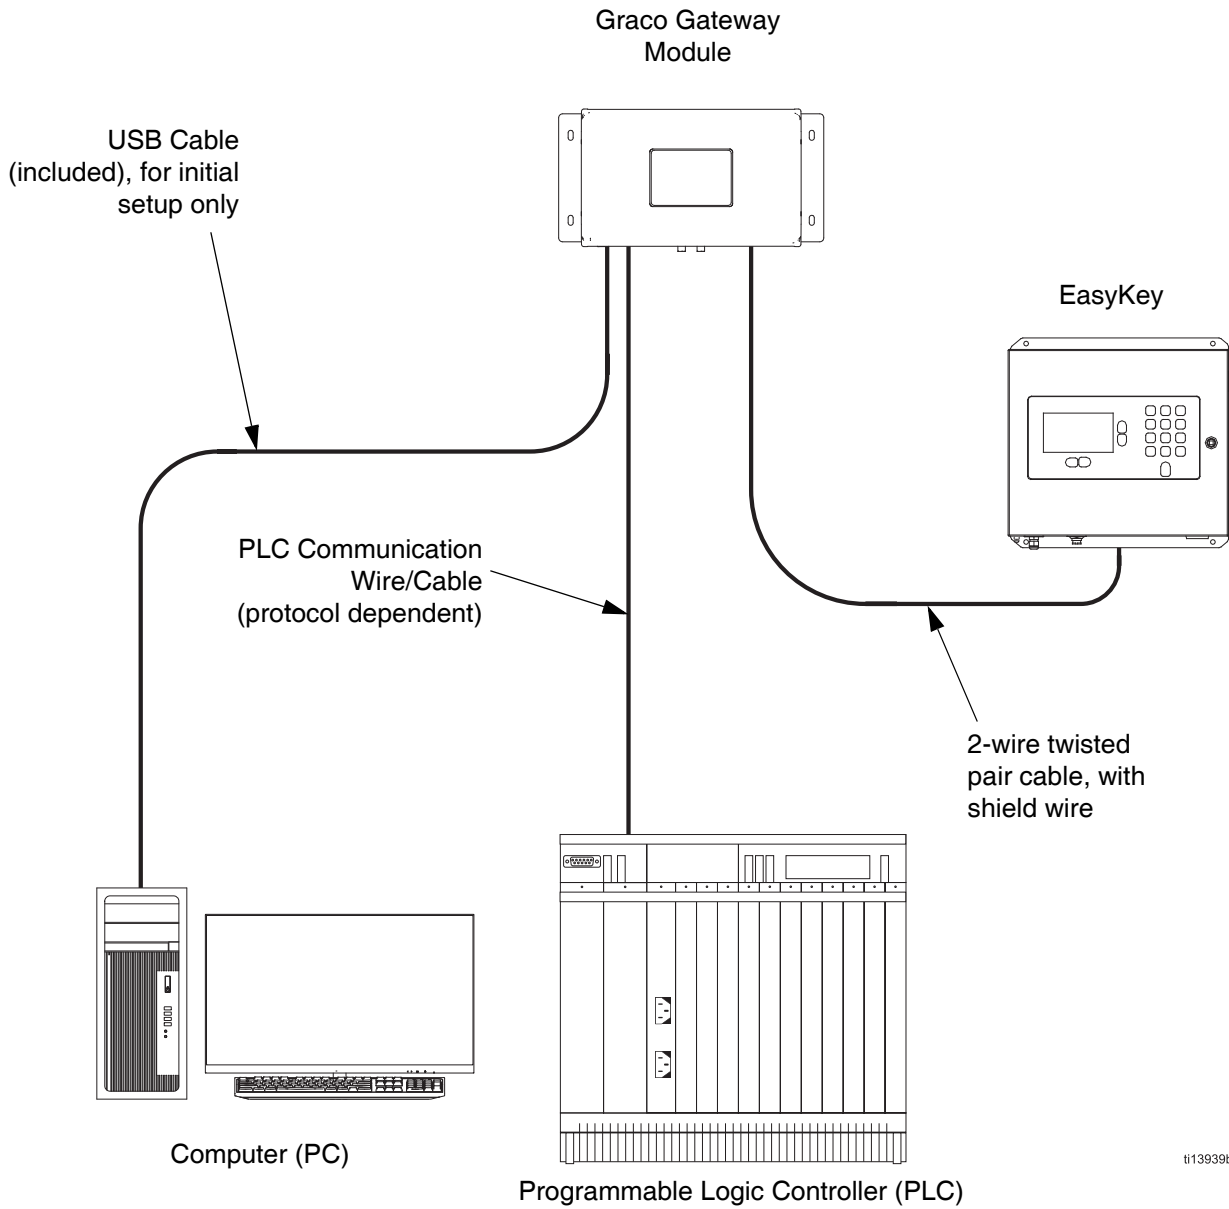 Graco Gateway
Module
USB Cable
(included), for initial
setup only
EasyKey
PLC Communication
Wire/Cable
(protocol dependent)
2-wire twisted
pair cable, with
shield wire
Computer (PC)
Programmable Logic Controller (PLC)
ti13939b